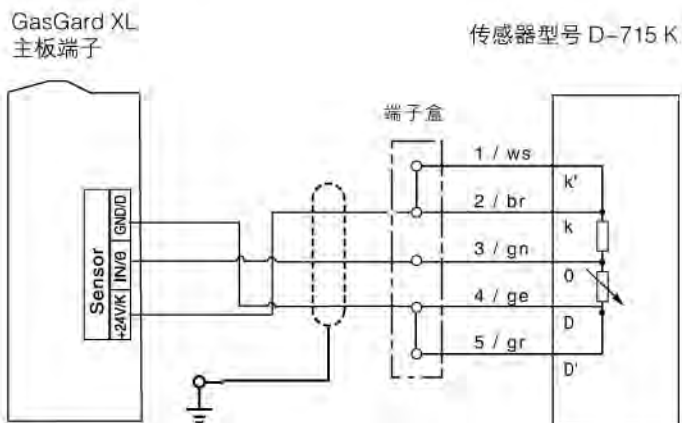 GasGard XL
主板端子
传感器型号 D-715 K
端子盒
Sensor
GND/D
IN/θ
+24V/K
1 / ws
k'
2 / br
k
3 / gn
0
4 / ge
D
5 / gr
D'